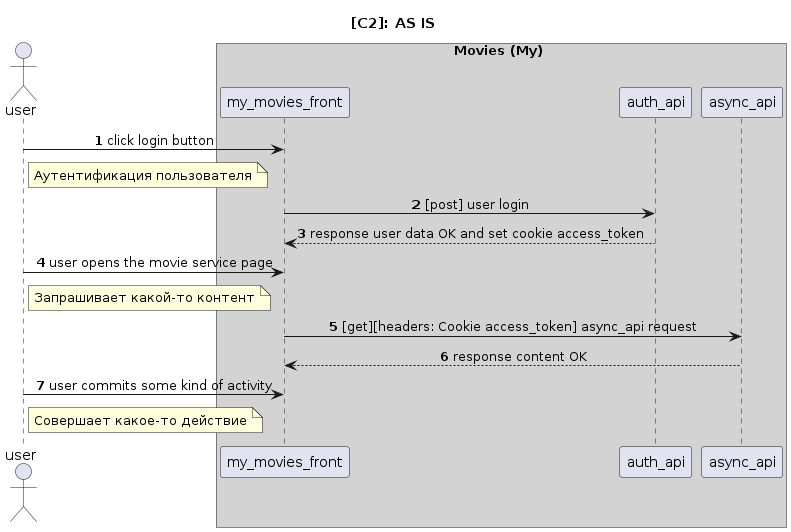 [C2]: AS IS
Movies (My)
user
my_movies_front
auth_api
async_api
1 click login button
Аутентификация пользователя
2 [post] user login
3 response user data OK and set cookie access_token
4 user opens the movie service page
Запрашивает какой-то контент
5 [get][headers: Cookie access_token] async_api request
6 response content OK
7 user commits some kind of activity
Совершает какое-то действие
user
my_movies_front
auth_api
async_api